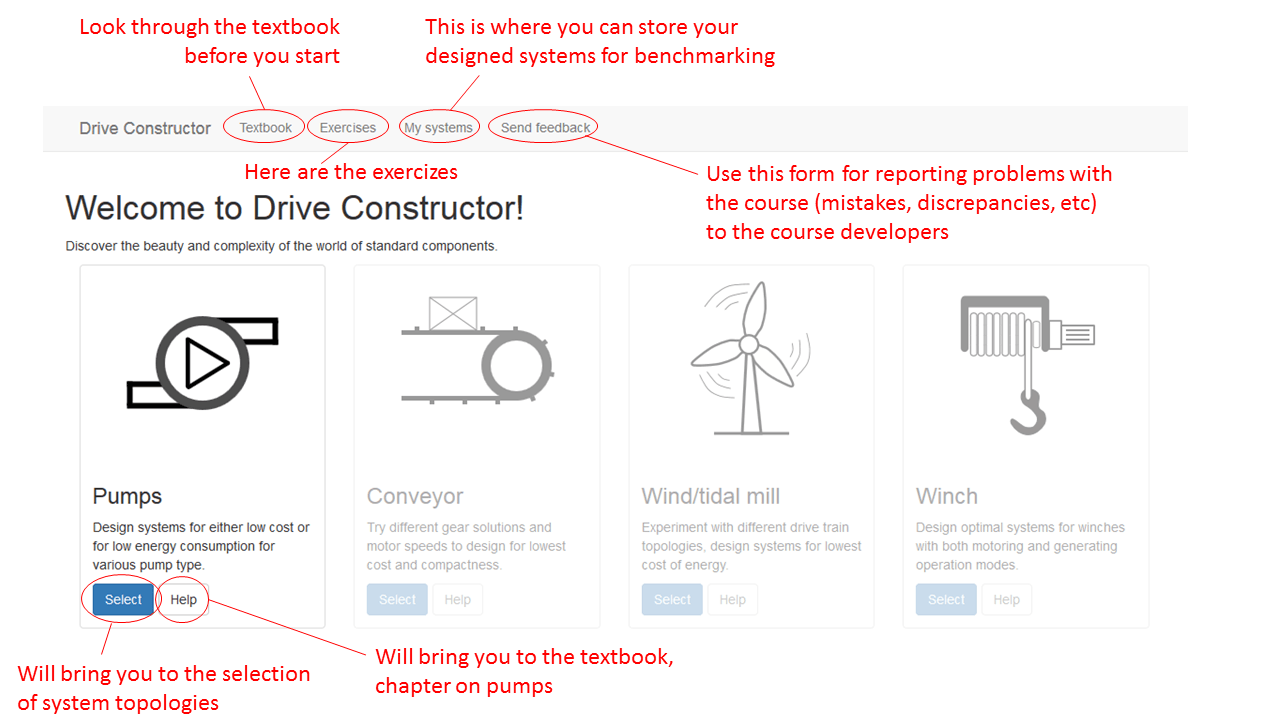 Look through the textbook
before you start
This is where you can store your
designed systems for benchmarking
Drive Constructor Textbook Exercises My systems Send feedback
Here are the exercizes
Use this form for reporting problems with
the course (mistakes, discrepancies, etc)
to the course developers
Welcome to Drive Constructor!
Discover the beauty and complexity of the world of standard components.
Pumps
Design systems for either low cost or
for low energy consumption for
various pump type.
Select Help
Conveyor
Try different gear solutions and
motor speeds to design for lowest
cost and compactness.
Select Help
Wind/tidal mill
Experiment with different drive train
topologies, design systems for lowest
cost of energy.
Select Help
Winch
Design optimal systems for winches
with both motoring and generating
operation modes.
Select Help
Will bring you to the selection
of system topologies
Will bring you to the textbook,
chapter on pumps